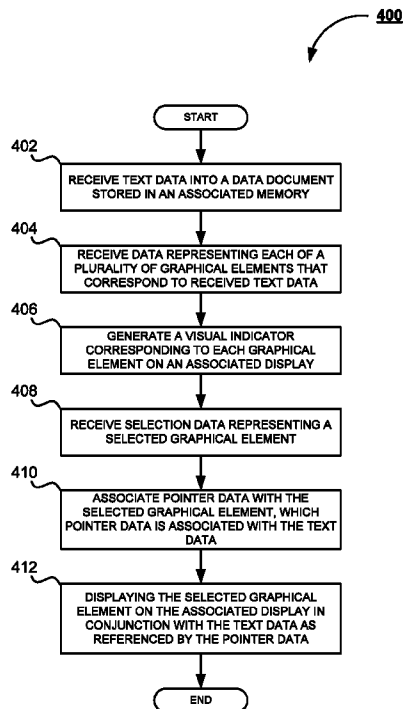 400
START
402
RECEIVE TEXT DATA INTO A DATA DOCUMENT
STORED IN AN ASSOCIATED MEMORY
404
RECEIVE DATA REPRESENTING EACH OF A
PLURALITY OF GRAPHICAL ELEMENTS THAT
CORRESPOND TO RECEIVED TEXT DATA
406
GENERATE A VISUAL INDICATOR
CORRESPONDING TO EACH GRAPHICAL
ELEMENT ON AN ASSOCIATED DISPLAY
408
RECEIVE SELECTION DATA REPRESENTING A
SELECTED GRAPHICAL ELEMENT
410
ASSOCIATE POINTER DATA WITH THE
SELECTED GRAPHICAL ELEMENT, WHICH
POINTER DATA IS ASSOCIATED WITH THE TEXT
DATA
412
DISPLAYING THE SELECTED GRAPHICAL
ELEMENT ON THE ASSOCIATED DISPLAY IN
CONJUNCTION WITH THE TEXT DATA AS
REFERENCED BY THE POINTER DATA
END